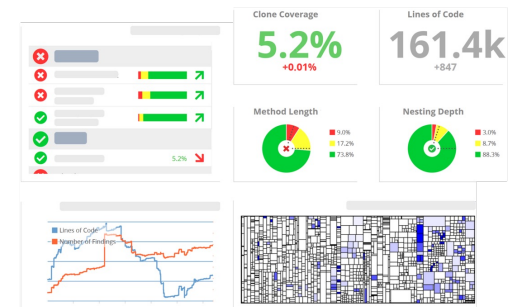 Clone Coverage
5.2%
+0.01%
Lines of Code
161.4k
+847
5.2%
Method Length
9.0%
17.2%
73.8%
Nesting Depth
3.0%
8.7%
88.3%
Lines of Code
Number of Findings